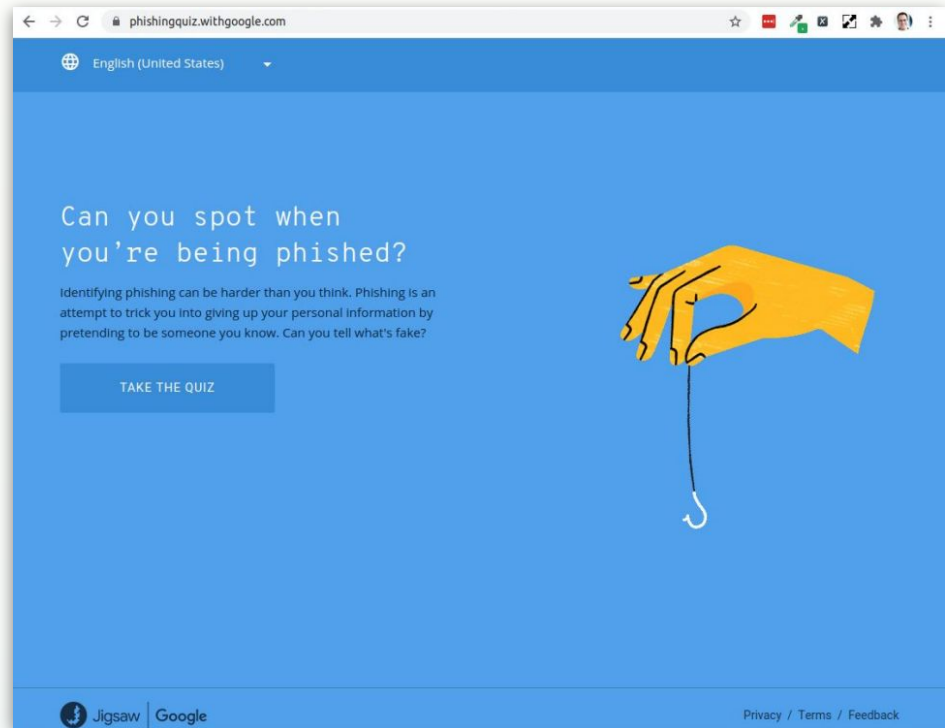 phishingquiz.withgoogle.com
English (United States)
Can you spot when
you’re being phished?
Identifying phishing can be harder than you think. Phishing is an
attempt to trick you into giving up your personal information by
pretending to be someone you know. Can you tell what's fake?
TAKE THE QUIZ
Jigsaw | Google
Privacy / Terms / Feedback